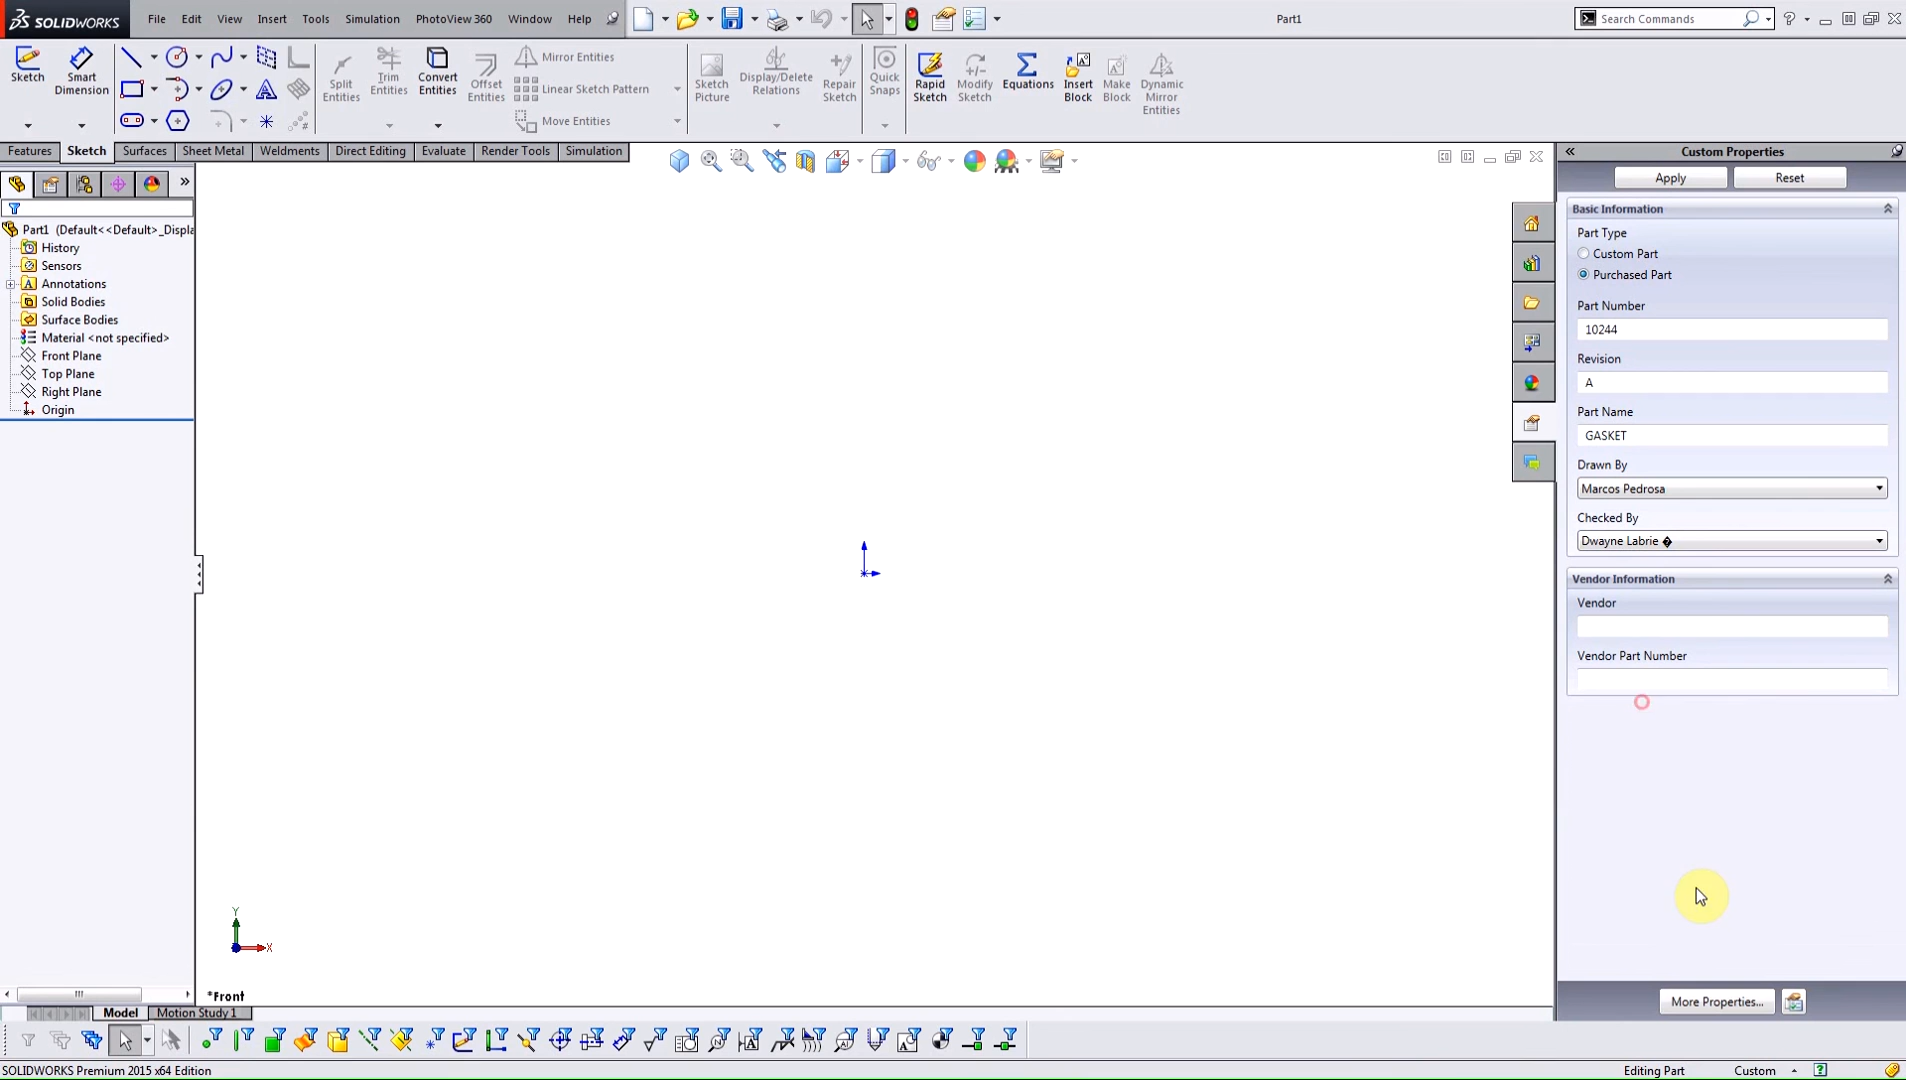 SOLIDWORKS
File Edit View Insert Tools Simulation PhotoView 360 Window Help
Part1
Search Commands
Sketch
Smart Dimension
Split Entities
Trim Entities
Convert Entities
Offset Entities
Mirror Entities
Linear Sketch Pattern
Move Entities
Sketch Picture
Display/Delete Relations
Repair Sketch
Quick Snaps
Rapid Sketch
Modify Sketch
Equations
Insert Block
Make Block
Dynamic Mirror Entities
Features Sketch Surfaces Sheet Metal Weldments Direct Editing Evaluate Render Tools Simulation
Part1 (Default<<Default>_Displa
History
Sensors
Annotations
Solid Bodies
Surface Bodies
Material <not specified>
Front Plane
Top Plane
Right Plane
Origin
Y
X
*Front
Model Motion Study 1
Custom Properties
Apply Reset
Basic Information
Part Type
Custom Part
Purchased Part
Part Number
10244
Revision
A
Part Name
GASKET
Drawn By
Marcos Pedrosa
Checked By
Dwayne Labrie �
Vendor Information
Vendor
Vendor Part Number
More Properties...
SOLIDWORKS Premium 2015 x64 Edition
Editing Part
Custom